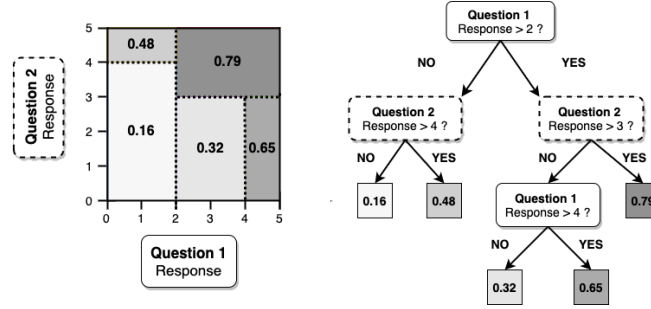 5
4
3
2
1
0
0.48
0.79
0.16
0.32
0.65
0 1 2 3 4 5
Question 2
Response
Question 1
Response
Question 1
Response > 2 ?
NO YES
Question 2
Response > 4 ?
Question 2
Response > 3 ?
NO YES NO YES
0.16
0.48
Question 1
Response > 4 ?
0.79
NO YES
0.32
0.65